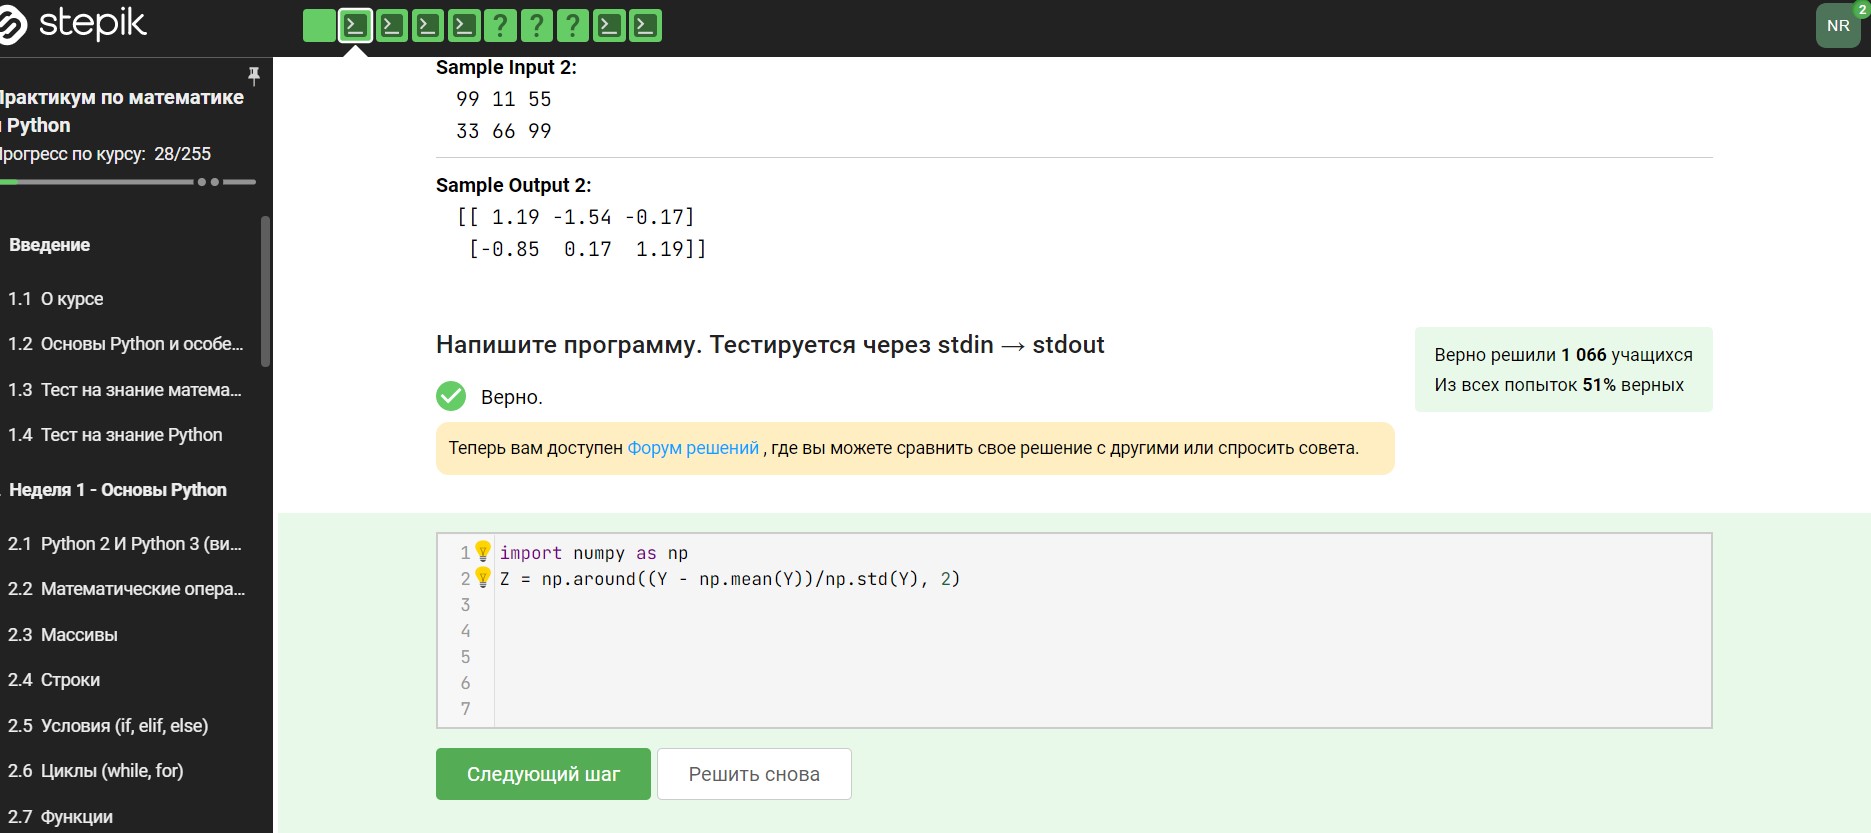 stepik
? ? ?
NR
2
Практикум по математике
и Python
Прогресс по курсу: 28/255
Введение
1.1 О курсе
1.2 Основы Python и особе...
1.3 Тест на знание матема...
1.4 Тест на знание Python
Неделя 1 - Основы Python
2.1 Python 2 И Python 3 (ви...
2.2 Математические опера...
2.3 Массивы
2.4 Строки
2.5 Условия (if, elif, else)
2.6 Циклы (while, for)
2.7 Функции
Sample Input 2:
99 11 55
33 66 99
Sample Output 2:
[[ 1.19 -1.54 -0.17]
[-0.85  0.17  1.19]]
Напишите программу. Тестируется через stdin → stdout
Верно.
Верно решили 1 066 учащихся
Из всех попыток 51% верных
Теперь вам доступен Форум решений , где вы можете сравнить свое решение с другими или спросить совета.
1 import numpy as np
2 Z = np.around((Y - np.mean(Y))/np.std(Y), 2)
3
4
5
6
7
Следующий шаг
Решить снова